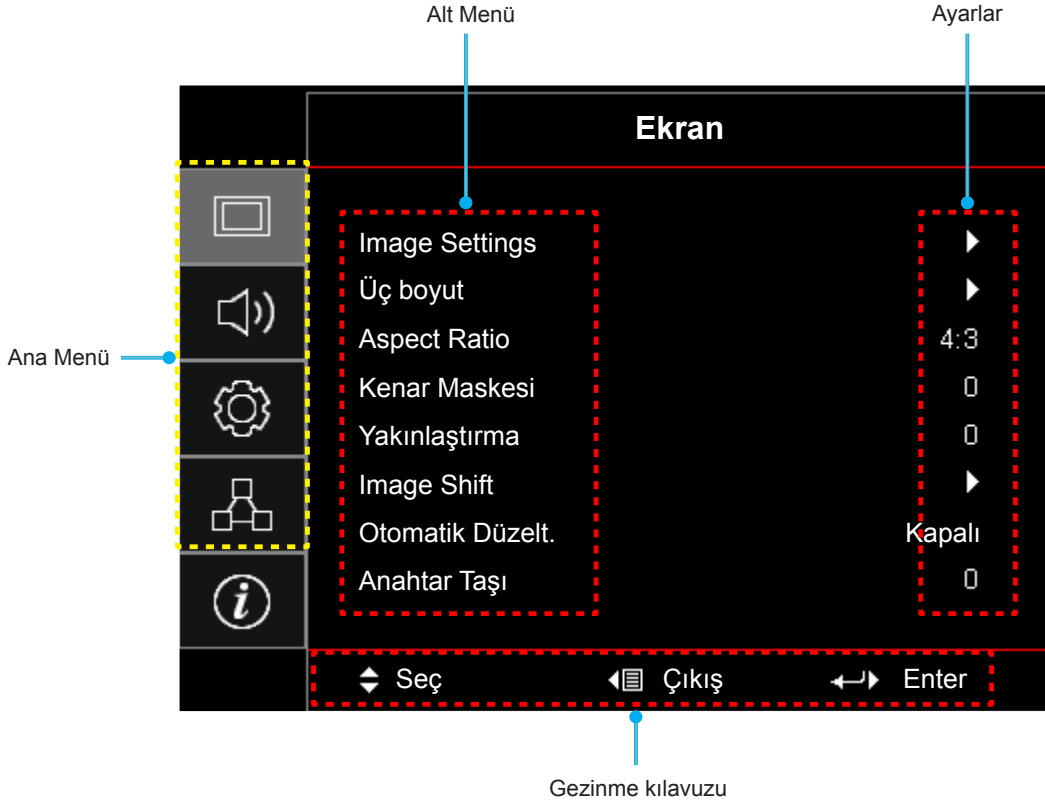 Alt Menü
Ayarlar
Ekran
Image Settings
Üç boyut
Aspect Ratio 4:3
Ana Menü
Kenar Maskesi 0
Yakınlaştırma 0
Image Shift
Otomatik Düzelt. Kapalı
Anahtar Taşı 0
i
Seç Çıkış Enter
Gezinme kılavuzu